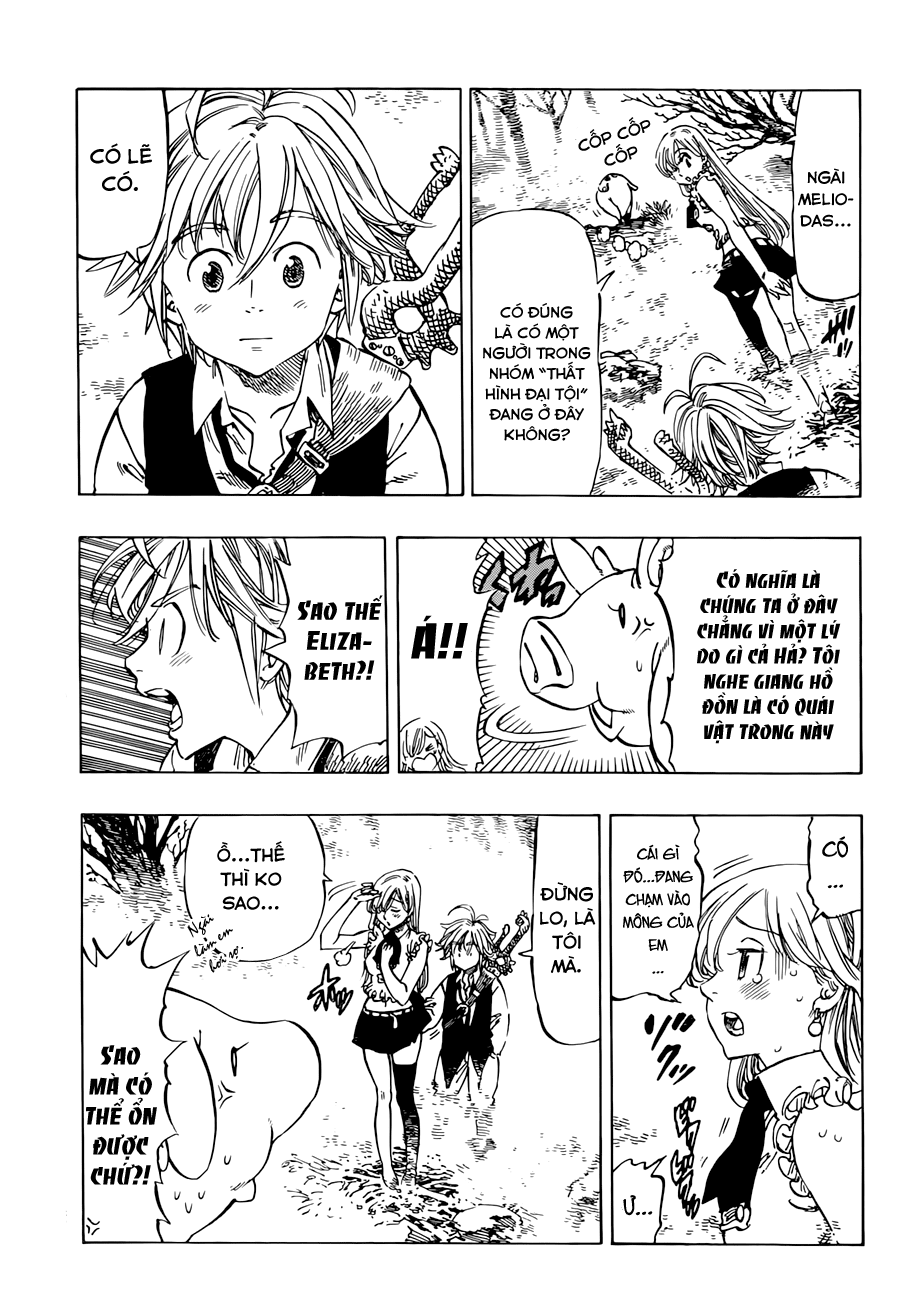 NGÀI
MELIO-
DAS...
CỐP CỐP
CỐP
CÓ ĐÚNG
LÀ CÓ MỘT
NGƯỜI TRONG
NHÓM “THẤT
HÌNH ĐẠI TỘI”
ĐANG Ở ĐÂY
KHÔNG?
CÓ LẼ
CÓ.
CÓ NGHĨA LÀ
CHÚNG TA Ở ĐÂY
CHẲNG VÌ MỘT LÝ
DO GÌ CẢ HẢ? TÔI
NGHE GIANG HỒ
ĐỒN LÀ CÓ QUÁI
VẬT TRONG NÀY
Á!!
SAO THẾ
ELIZA-
BETH?!
CÓ
...
CÁI GÌ
ĐÓ...ĐANG
CHẠM VÀO
MÔNG CỦA
EM
...
Ư...
ĐỪNG
LO, LÀ
TÔI
MÀ.
Ồ...THẾ
THÌ KO
SAO...
Ngài
làm em
SAO
MÀ CÓ
THỂ ỔN
ĐƯỢC
CHỨ?!